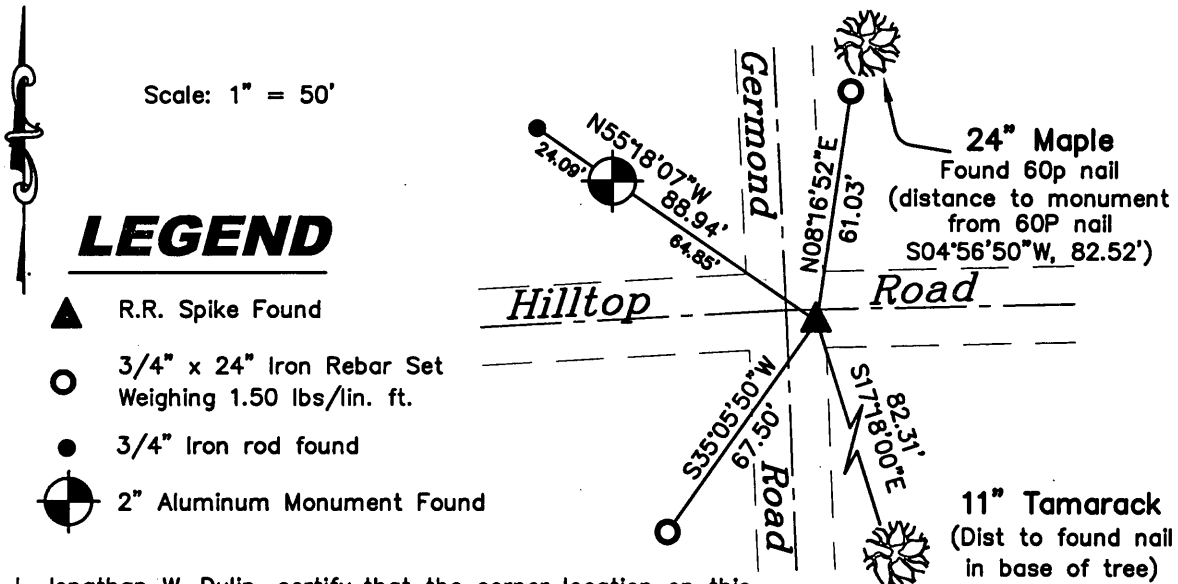 Scale: 1" = 50'
LEGEND
R.R. Spike Found
3/4" x 24" Iron Rebar Set
Weighing 1.50 lbs/lin. ft.
3/4" Iron rod found
2" Aluminum Monument Found
N55°18'07"W
88.94'
24.09'
64.85'
Germond
Road
Hilltop Road
N08°16'52"E
61.03'
24" Maple
Found 60p nail
(distance to monument
from 60P nail
S04°56'50"W, 82.52')
S35°05'50"W
67.50'
82.31'
S17°18'00"E
11" Tamarack
(Dist to found nail
in base of tree)
I, Jonathan W. Dulin, certify that the corner location on this